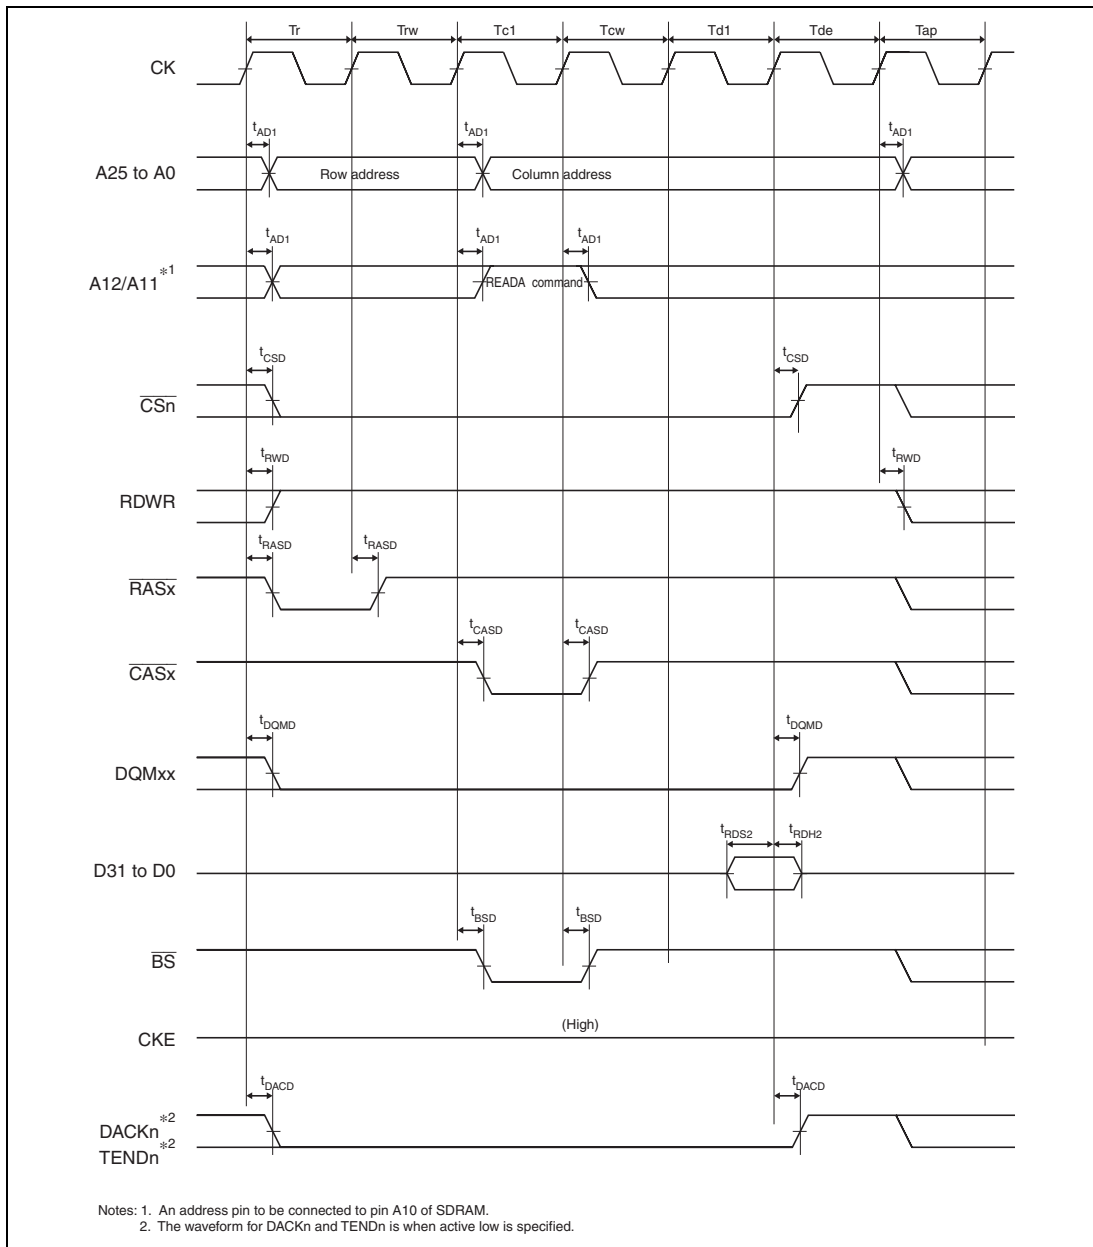 Tr Trw Tc1 Tcw Td1 Tde Tap
CK
tAD1 tAD1 tAD1
A25 to A0 Row address Column address
tAD1 tAD1 tAD1
A12/A11*1 READA command
tCSD tCSD
CSn
tRWD tRWD
RDWR
tRASD tRASD
RASx
tCASD tCASD
CASx
tDQMD tDQMD
DQMxx
tRDS2 tRDH2
D31 to D0
tBSD tBSD
BS
(High)
CKE
tDACD tDACD
DACKn*2
TENDn*2
Notes: 1. An address pin to be connected to pin A10 of SDRAM.
2. The waveform for DACKn and TENDn is when active low is specified.